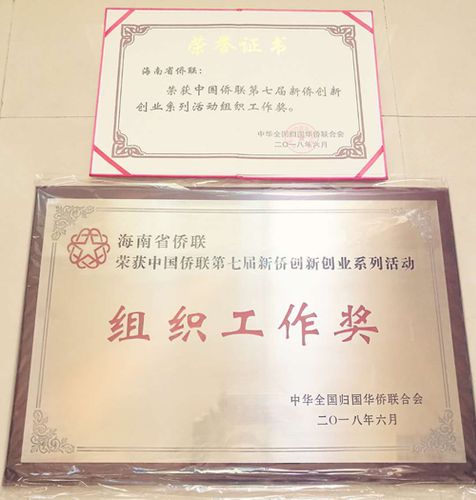 荣誉证书
海南省侨联：
荣获中国侨联第七届新侨创新
创业系列活动组织工作奖。
中华全国归国华侨联合会
二〇一八年六月
海南省侨联
荣获中国侨联第七届新侨创新创业系列活动
组织工作奖
中华全国归国华侨联合会
二〇一八年六月